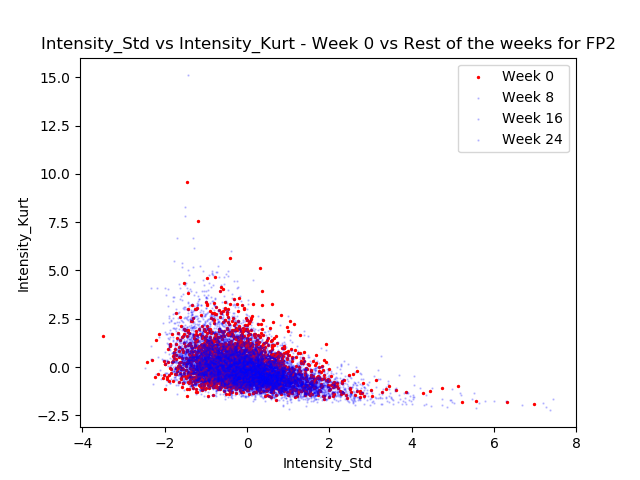 Intensity_Std vs Intensity_Kurt - Week 0 vs Rest of the weeks for FP2
Week 0
Week 8
Week 16
Week 24
15.0
12.5
10.0
7.5
5.0
2.5
0.0
−2.5
Intensity_Kurt
−4 −2 0 2 4 6 8
Intensity_Std